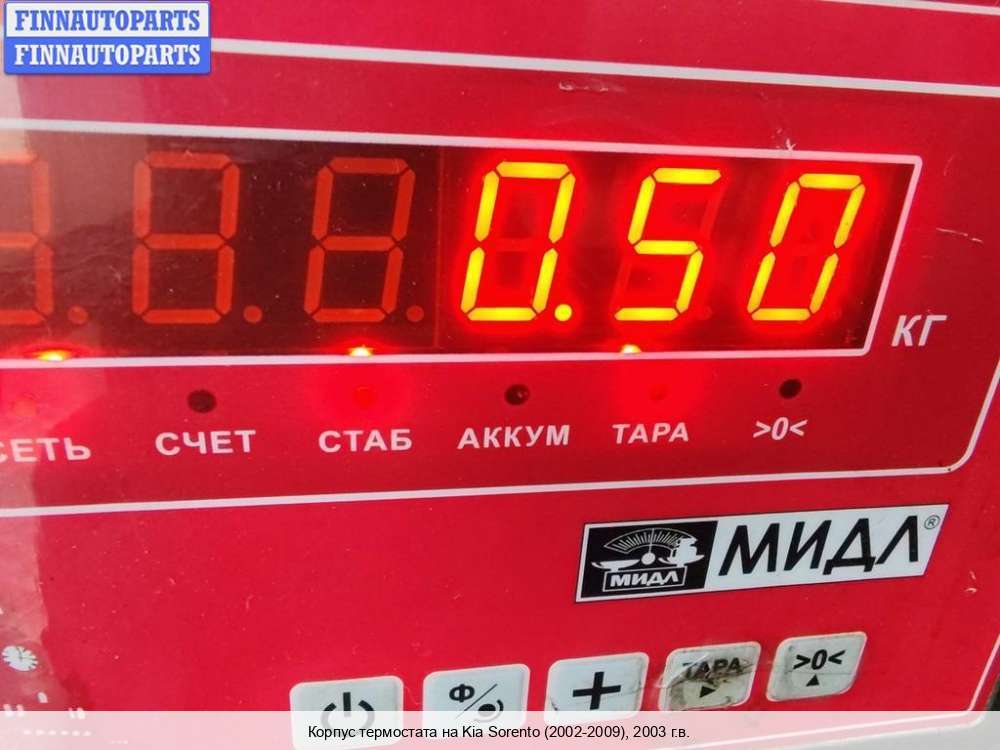 FINNAUTOPARTS
FINNAUTOPARTS
0.50
КГ
СЕТЬ СЧЕТ СТАБ АККУМ ТАРА >0<
МИДЛ МИДЛ®
Ф/ + ТАРА >0<
Корпус термостата на Kia Sorento (2002-2009), 2003 г.в.